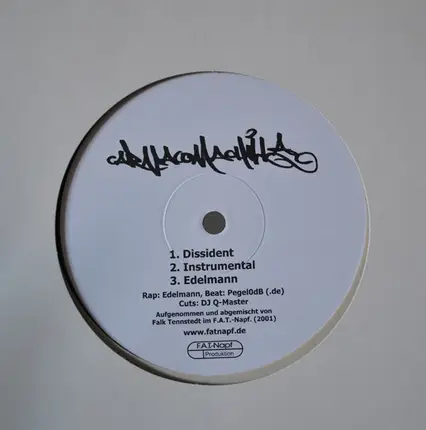 1. Dissident
2. Instrumental
3. Edelmann
Rap: Edelmann, Beat: Pegel0dB (.de)
Cuts: DJ Q-Master
Aufgenommen und abgemischt von
Falk Tennstedt im F.A.T.-Napf. (2001)
www.fatnapf.de
F.A.T.-Napf
Produktion